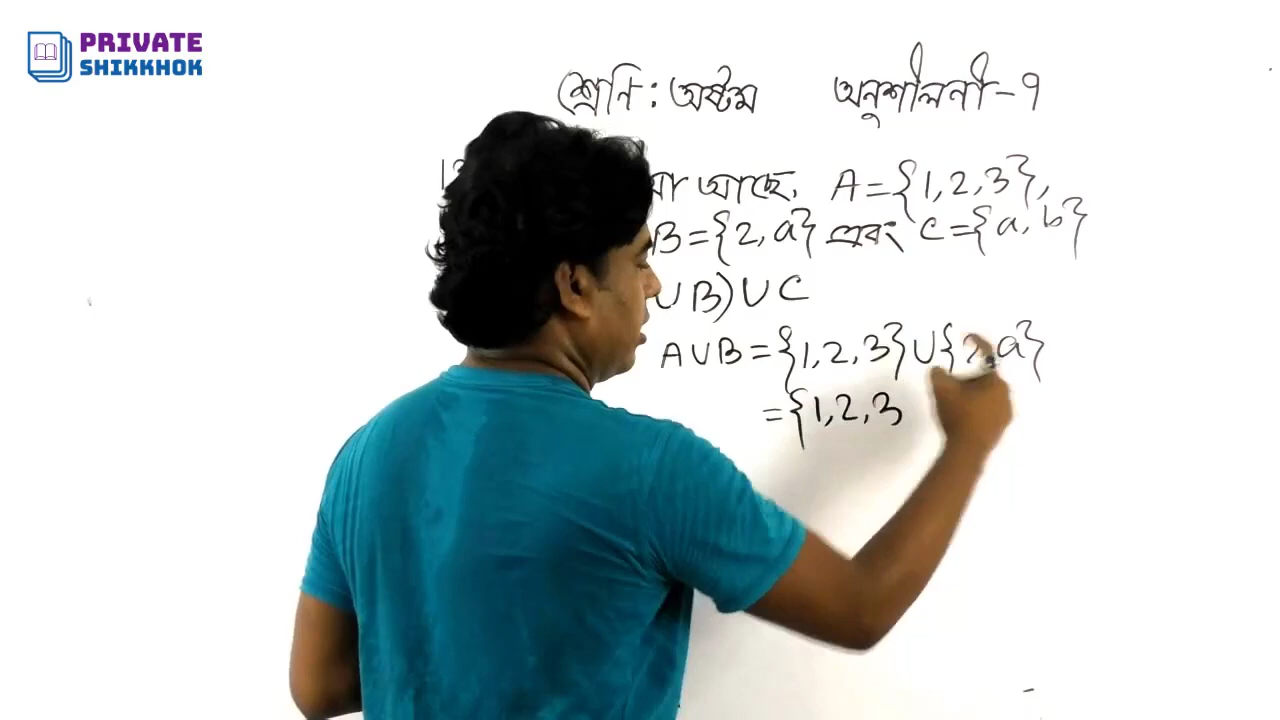 PRIVATE
SHIKKHOK
শ্রেণি : অষ্টম অনুশীলনী-৭
আছে, A={1,2,3},
B={2,a} এবং C={a,b}
∪B)∪C
A∪B={1,2,3}∪{2,a}
={1,2,3